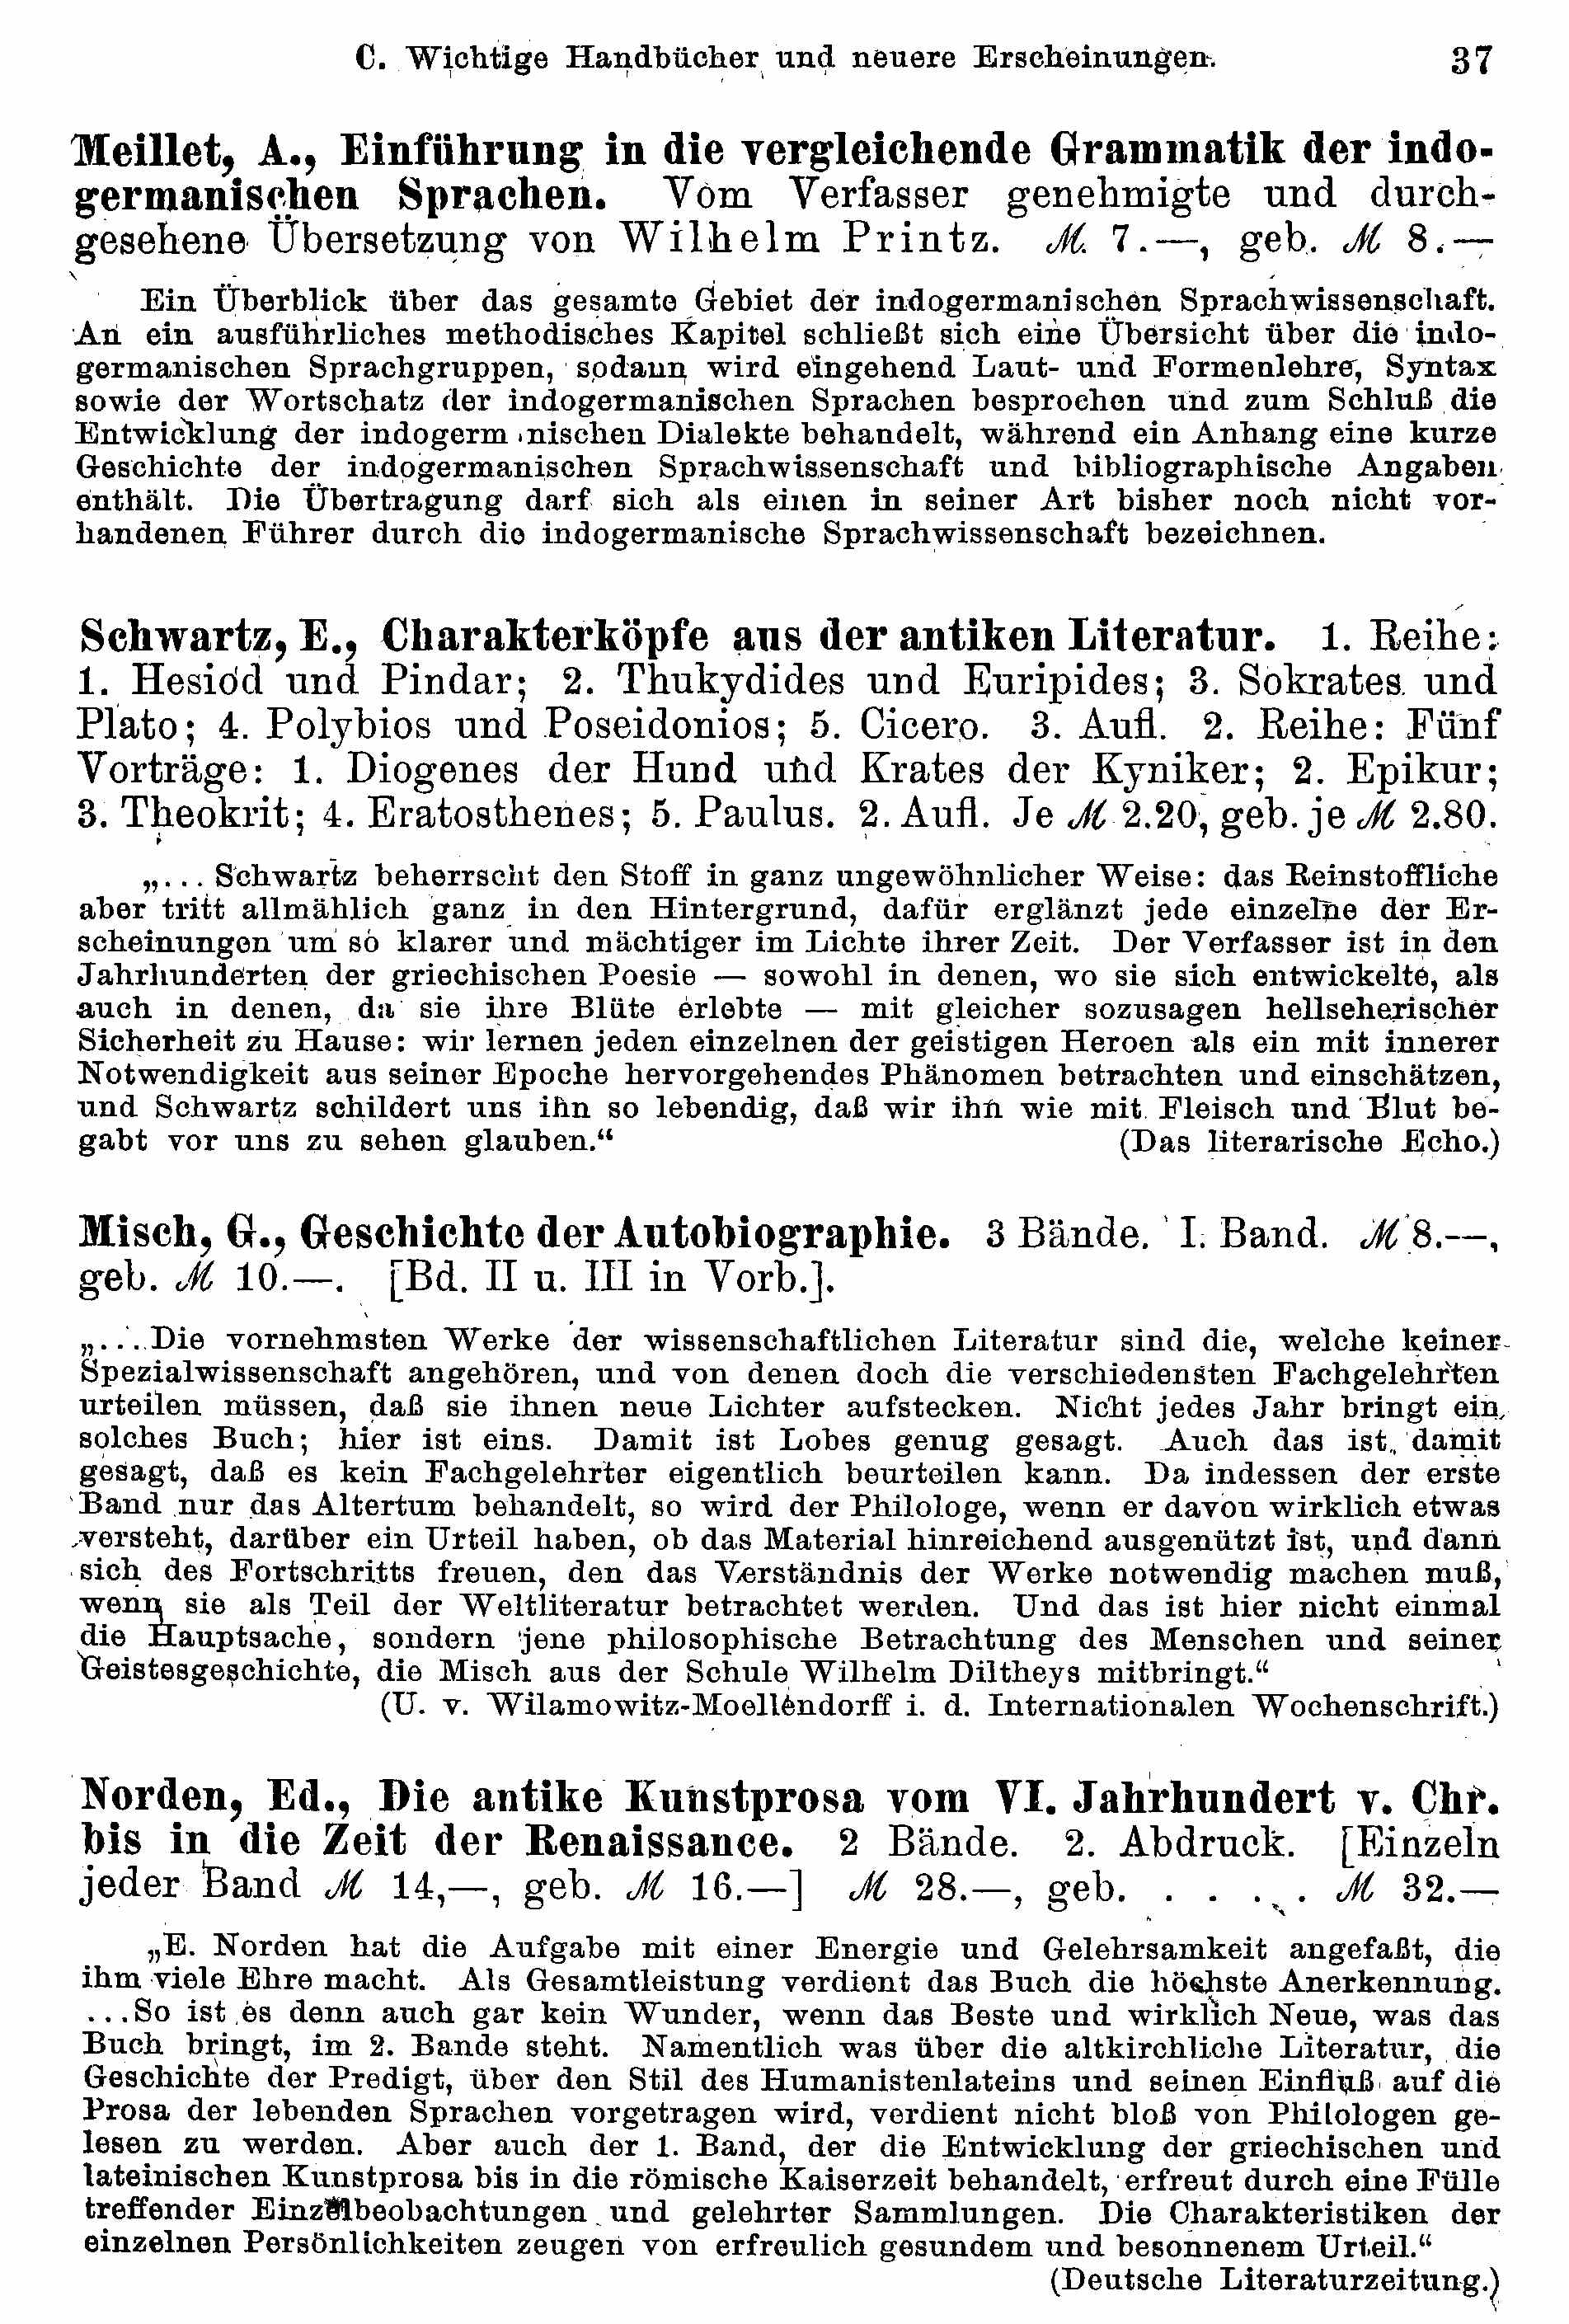 C. Wichtige Handbücher und neuere Erscheinungen. 37
Meillet, A., Einführung in die vergleichende Grammatik der indo-
germanischen Sprachen. Vom Verfasser genehmigte und durch-
gesehene Übersetzung von Wilhelm Printz. ℳ 7.—, geb. ℳ 8.—
Ein Überblick über das gesamte Gebiet der indogermanischen Sprachwissenschaft.
An ein ausführliches methodisches Kapitel schließt sich eine Übersicht über die indo-
germanischen Sprachgruppen, sodann wird eingehend Laut- und Formenlehre, Syntax
sowie der Wortschatz der indogermanischen Sprachen besprochen und zum Schluß die
Entwicklung der indogermanischen Dialekte behandelt, während ein Anhang eine kurze
Geschichte der indogermanischen Sprachwissenschaft und bibliographische Angaben
enthält. Die Übertragung darf sich als einen in seiner Art bisher noch nicht vor-
handenen Führer durch die indogermanische Sprachwissenschaft bezeichnen.
Schwartz, E., Charakterköpfe aus der antiken Literatur. 1. Reihe:
1. Hesiod und Pindar; 2. Thukydides und Euripides; 3. Sokrates und
Plato; 4. Polybios und Poseidonios; 5. Cicero. 3. Aufl. 2. Reihe: Fünf
Vorträge: 1. Diogenes der Hund und Krates der Kyniker; 2. Epikur;
3. Theokrit; 4. Eratosthenes; 5. Paulus. 2. Aufl. Je ℳ 2.20, geb. je ℳ 2.80.
„... Schwartz beherrscht den Stoff in ganz ungewöhnlicher Weise: das Reinstoffliche
aber tritt allmählich ganz in den Hintergrund, dafür erglänzt jede einzelne der Er-
scheinungen um so klarer und mächtiger im Lichte ihrer Zeit. Der Verfasser ist in den
Jahrhunderten der griechischen Poesie — sowohl in denen, wo sie sich entwickelte, als
auch in denen, da sie ihre Blüte erlebte — mit gleicher sozusagen hellseherischer
Sicherheit zu Hause: wir lernen jeden einzelnen der geistigen Heroen als ein mit innerer
Notwendigkeit aus seiner Epoche hervorgehendes Phänomen betrachten und einschätzen,
und Schwartz schildert uns ihn so lebendig, daß wir ihn wie mit Fleisch und Blut be-
gabt vor uns zu sehen glauben.“ (Das literarische Echo.)
Misch, G., Geschichte der Autobiographie. 3 Bände. I. Band. ℳ 8.—,
geb. ℳ 10.—. [Bd. II u. III in Vorb.].
„... Die vornehmsten Werke der wissenschaftlichen Literatur sind die, welche keiner
Spezialwissenschaft angehören, und von denen doch die verschiedensten Fachgelehrten
urteilen müssen, daß sie ihnen neue Lichter aufstecken. Nicht jedes Jahr bringt ein
solches Buch; hier ist eins. Damit ist Lobes genug gesagt. Auch das ist damit
gesagt, daß es kein Fachgelehrter eigentlich beurteilen kann. Da indessen der erste
Band nur das Altertum behandelt, so wird der Philologe, wenn er davon wirklich etwas
versteht, darüber ein Urteil haben, ob das Material hinreichend ausgenützt ist, und dann
sich des Fortschritts freuen, den das Verständnis der Werke notwendig machen muß,
wenn sie als Teil der Weltliteratur betrachtet werden. Und das ist hier nicht einmal
die Hauptsache, sondern jene philosophische Betrachtung des Menschen und seiner
Geistesgeschichte, die Misch aus der Schule Wilhelm Diltheys mitbringt.“
(U. v. Wilamowitz-Moellendorff i. d. Internationalen Wochenschrift.)
Norden, Ed., Die antike Kunstprosa vom VI. Jahrhundert v. Chr.
bis in die Zeit der Renaissance. 2 Bände. 2. Abdruck. [Einzeln
jeder Band ℳ 14,—, geb. ℳ 16.—] ℳ 28.—, geb. . . . . . ℳ 32.—
„E. Norden hat die Aufgabe mit einer Energie und Gelehrsamkeit angefaßt, die
ihm viele Ehre macht. Als Gesamtleistung verdient das Buch die höchste Anerkennung.
...So ist es denn auch gar kein Wunder, wenn das Beste und wirklich Neue, was das
Buch bringt, im 2. Bande steht. Namentlich was über die altkirchliche Literatur, die
Geschichte der Predigt, über den Stil des Humanistenlateins und seinen Einfluß auf die
Prosa der lebenden Sprachen vorgetragen wird, verdient nicht bloß von Philologen ge-
lesen zu werden. Aber auch der 1. Band, der die Entwicklung der griechischen und
lateinischen Kunstprosa bis in die römische Kaiserzeit behandelt, erfreut durch eine Fülle
treffender Einzelbeobachtungen und gelehrter Sammlungen. Die Charakteristiken der
einzelnen Persönlichkeiten zeugen von erfreulich gesundem und besonnenem Urteil.“
(Deutsche Literaturzeitung.)